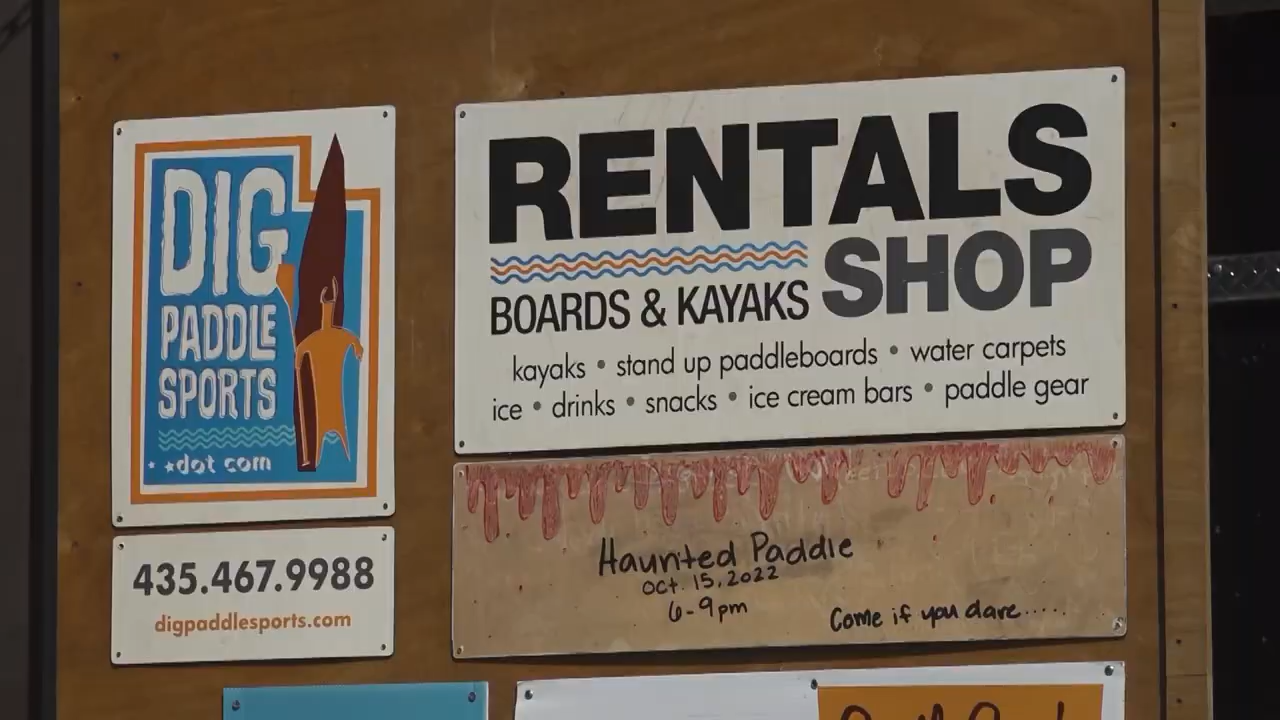 DIG
PADDLE
SPORTS
dot com
435.467.9988
digpaddlesports.com
RENTALS
SHOP
BOARDS & KAYAKS
kayaks • stand up paddleboards • water carpets
ice • drinks • snacks • ice cream bars • paddle gear
Haunted Paddle
Oct. 15, 2022
6-9pm
Come if you dare.....